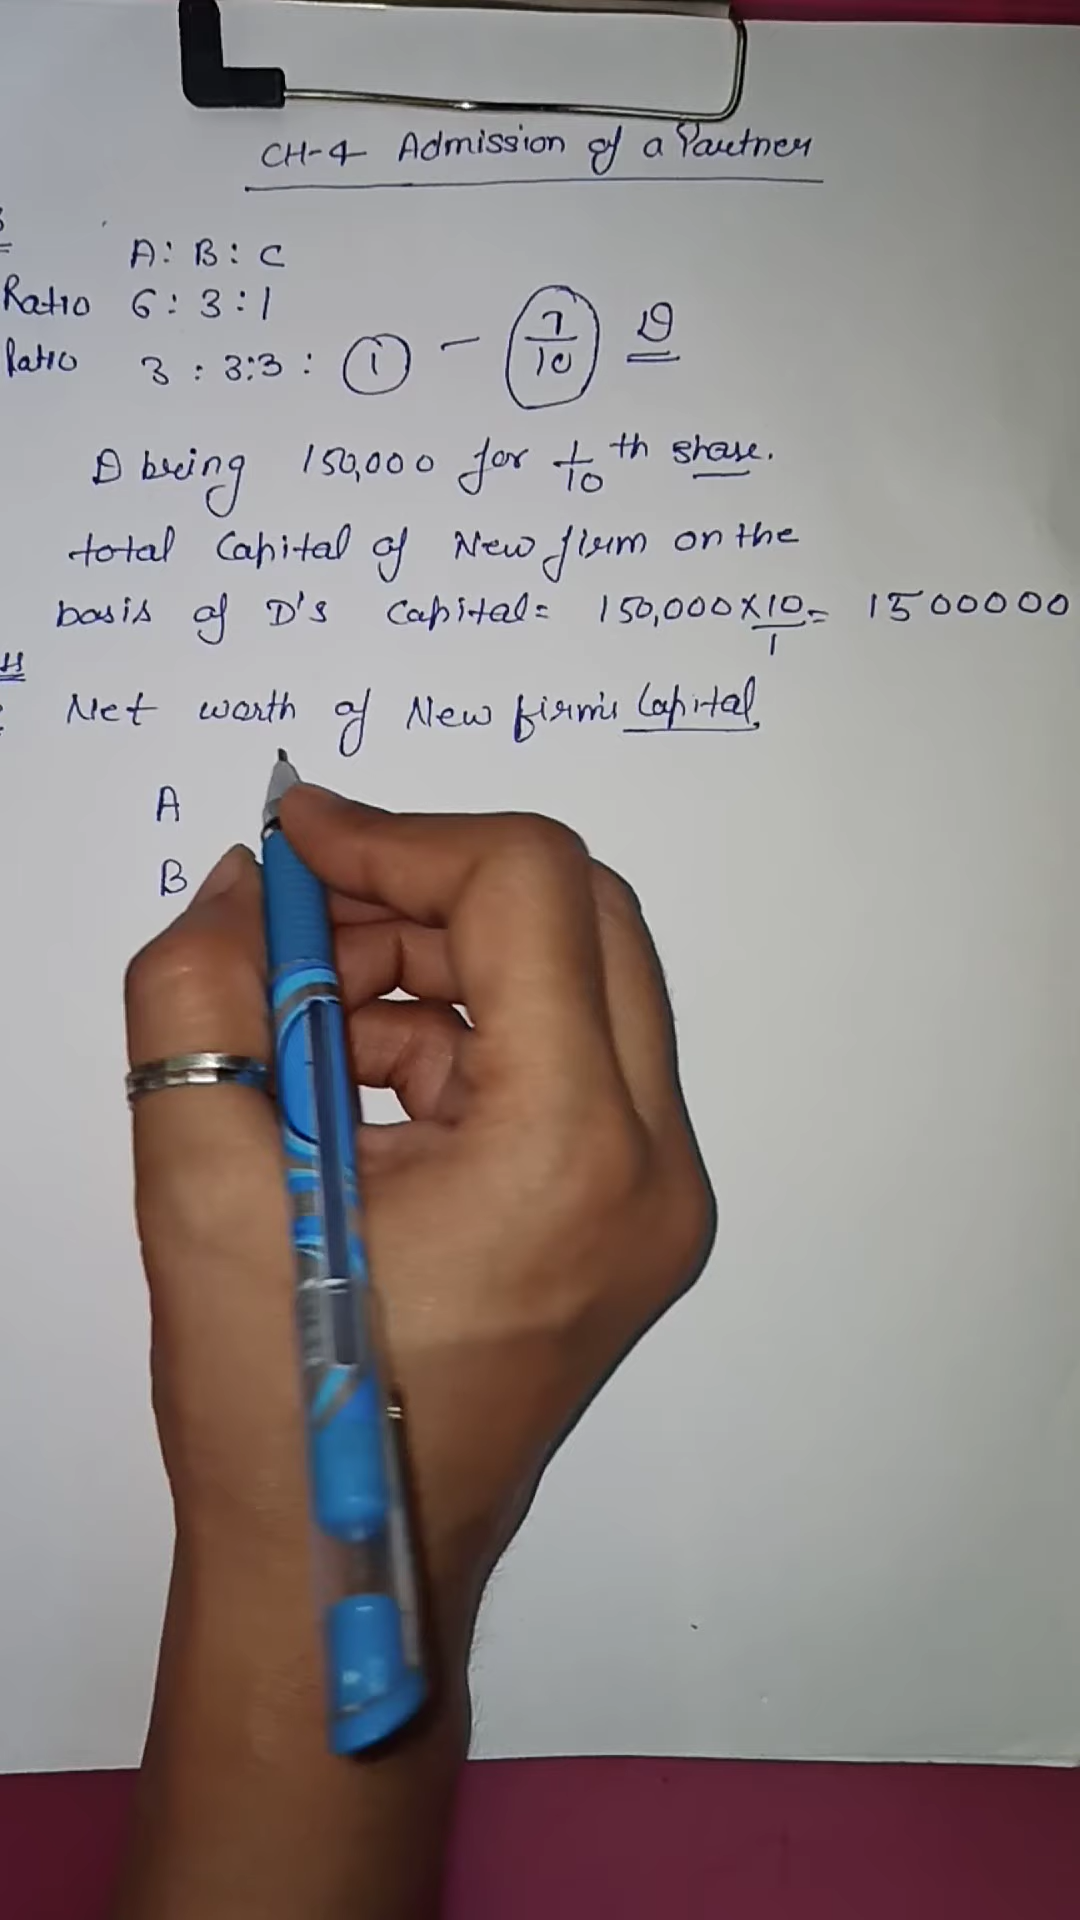 CH-4 Admission of a Partner
A: B: C
Ratio 6: 3:1
Ratio 3 : 3:3 : 1 - 1/10 D
D being 150,000 for 1/10 th share.
total Capital of New firm on the
basis of D's Capital= 150,000×10/1= 1500000
Net worth of New firm's Capital
A
B